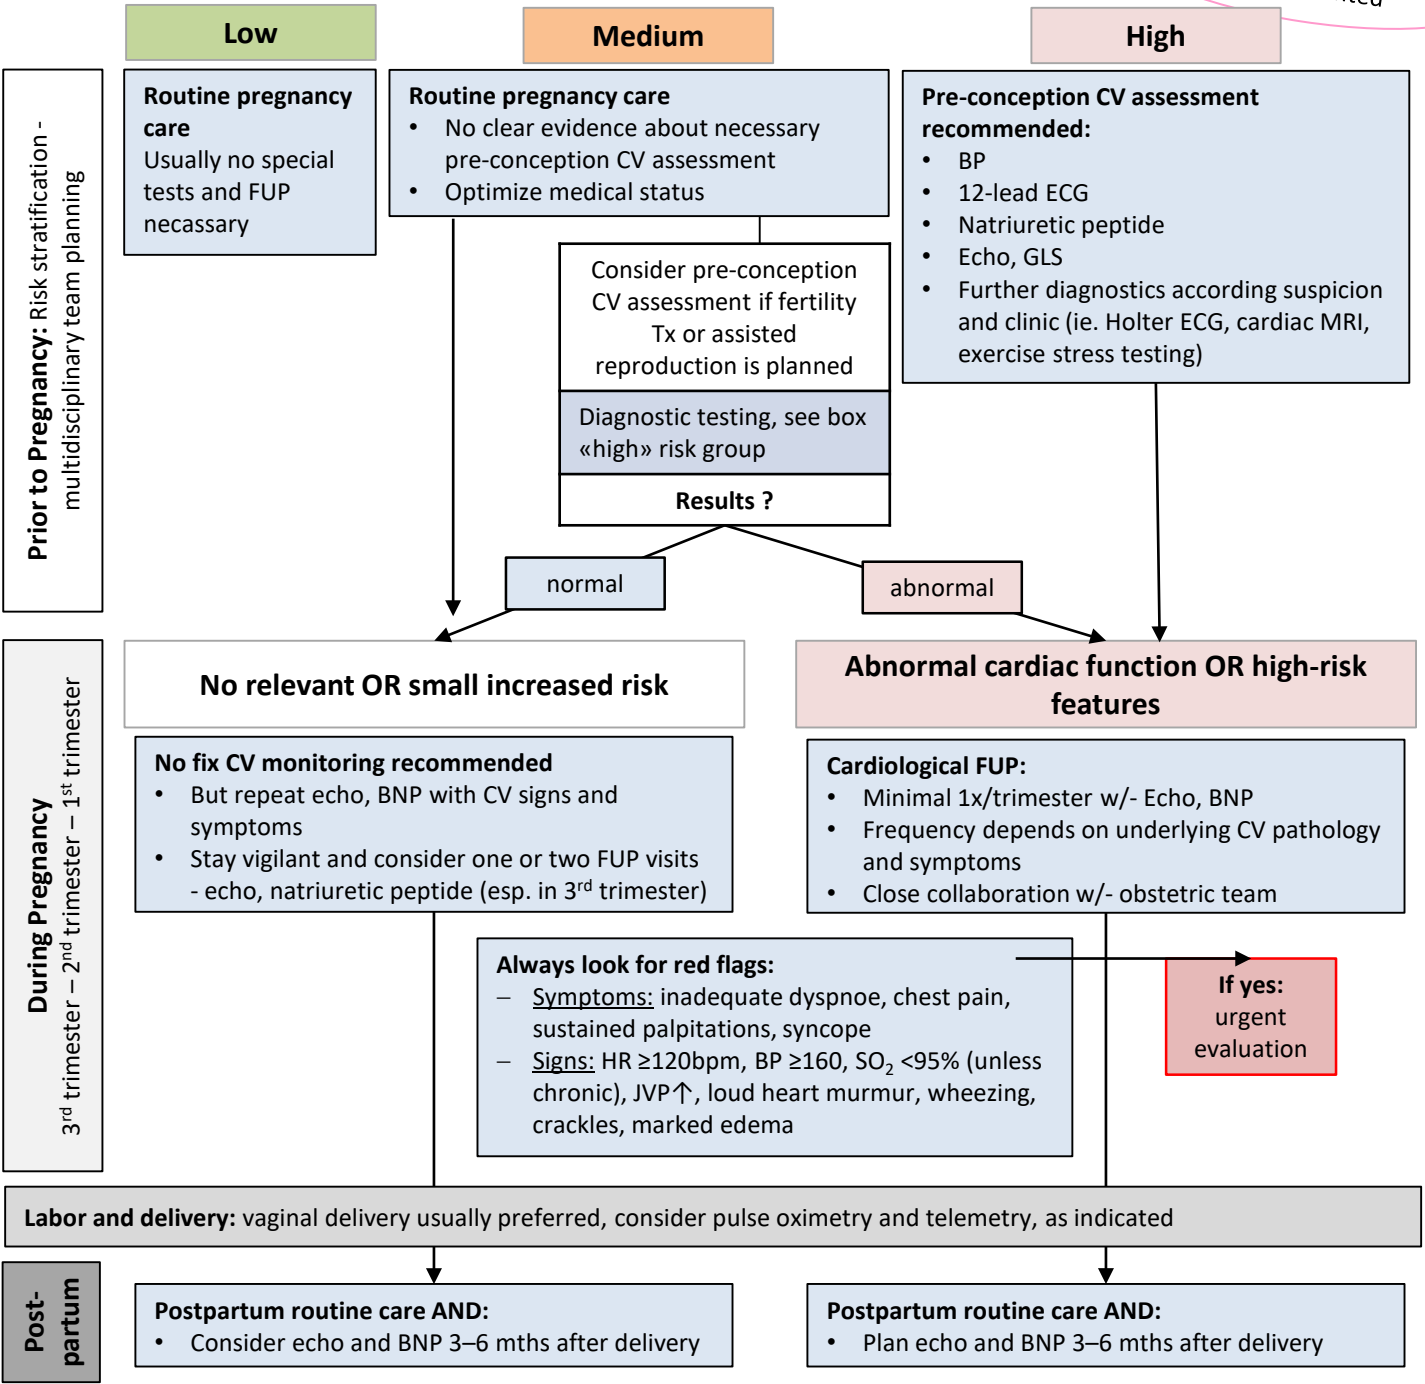 Low
Medium
High
Prior to Pregnancy: Risk stratification -
multidisciplinary team planning
Routine pregnancy
care
Usually no special
tests and FUP
necassary
Routine pregnancy care
• No clear evidence about necessary
pre-conception CV assessment
• Optimize medical status
Pre-conception CV assessment
recommended:
• BP
• 12-lead ECG
• Natriuretic peptide
• Echo, GLS
• Further diagnostics according suspicion
and clinic (ie. Holter ECG, cardiac MRI,
exercise stress testing)
Consider pre-conception
CV assessment if fertility
Tx or assisted
reproduction is planned
Diagnostic testing, see box
«high» risk group
Results ?
normal
abnormal
During Pregnancy
3rd trimester – 2nd trimester – 1st trimester
No relevant OR small increased risk
Abnormal cardiac function OR high-risk
features
No fix CV monitoring recommended
• But repeat echo, BNP with CV signs and
symptoms
• Stay vigilant and consider one or two FUP visits
- echo, natriuretic peptide (esp. in 3rd trimester)
Cardiological FUP:
• Minimal 1x/trimester w/- Echo, BNP
• Frequency depends on underlying CV pathology
and symptoms
• Close collaboration w/- obstetric team
Always look for red flags:
– Symptoms: inadequate dyspnoe, chest pain,
sustained palpitations, syncope
– Signs: HR ≥120bpm, BP ≥160, SO2 <95% (unless
chronic), JVP↑, loud heart murmur, wheezing,
crackles, marked edema
If yes:
urgent
evaluation
Labor and delivery: vaginal delivery usually preferred, consider pulse oximetry and telemetry, as indicated
Post-
partum
Postpartum routine care AND:
• Consider echo and BNP 3–6 mths after delivery
Postpartum routine care AND:
• Plan echo and BNP 3–6 mths after delivery